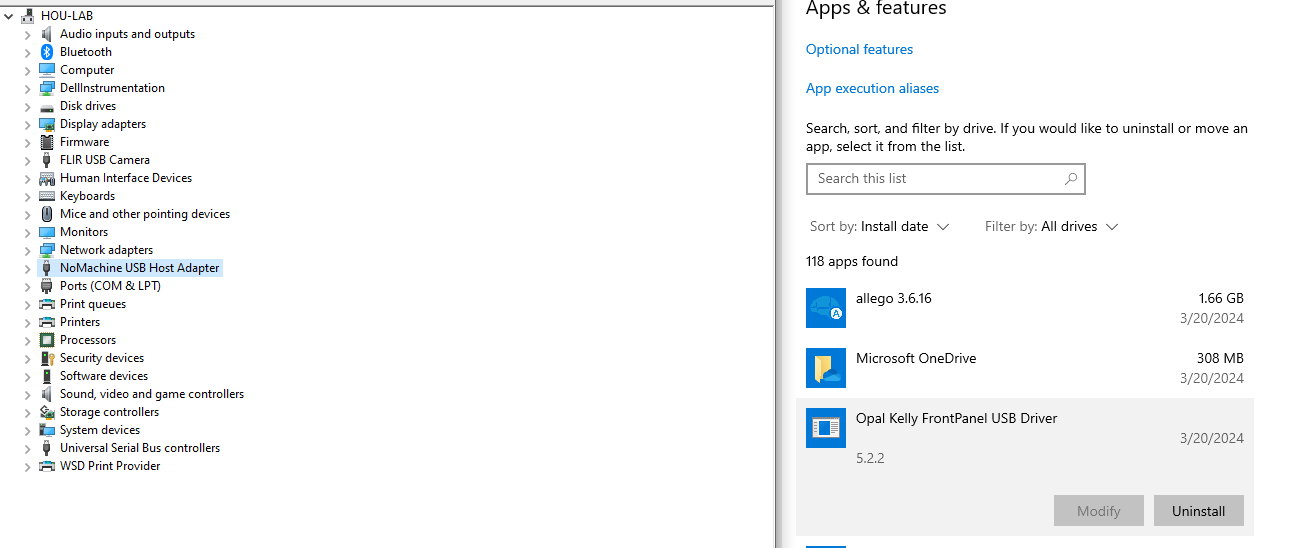 HOU-LAB
Audio inputs and outputs
Bluetooth
Computer
DellInstrumentation
Disk drives
Display adapters
Firmware
FLIR USB Camera
Human Interface Devices
Keyboards
Mice and other pointing devices
Monitors
Network adapters
NoMachine USB Host Adapter
Ports (COM & LPT)
Print queues
Printers
Processors
Security devices
Software devices
Sound, video and game controllers
Storage controllers
System devices
Universal Serial Bus controllers
WSD Print Provider
Apps & features
Optional features
App execution aliases
Search, sort, and filter by drive. If you would like to uninstall or move an
app, select it from the list.
Search this list
Sort by: Install date Filter by: All drives
118 apps found
allego 3.6.16 1.66 GB
3/20/2024
Microsoft OneDrive 308 MB
3/20/2024
Opal Kelly FrontPanel USB Driver
3/20/2024
5.2.2
Modify Uninstall